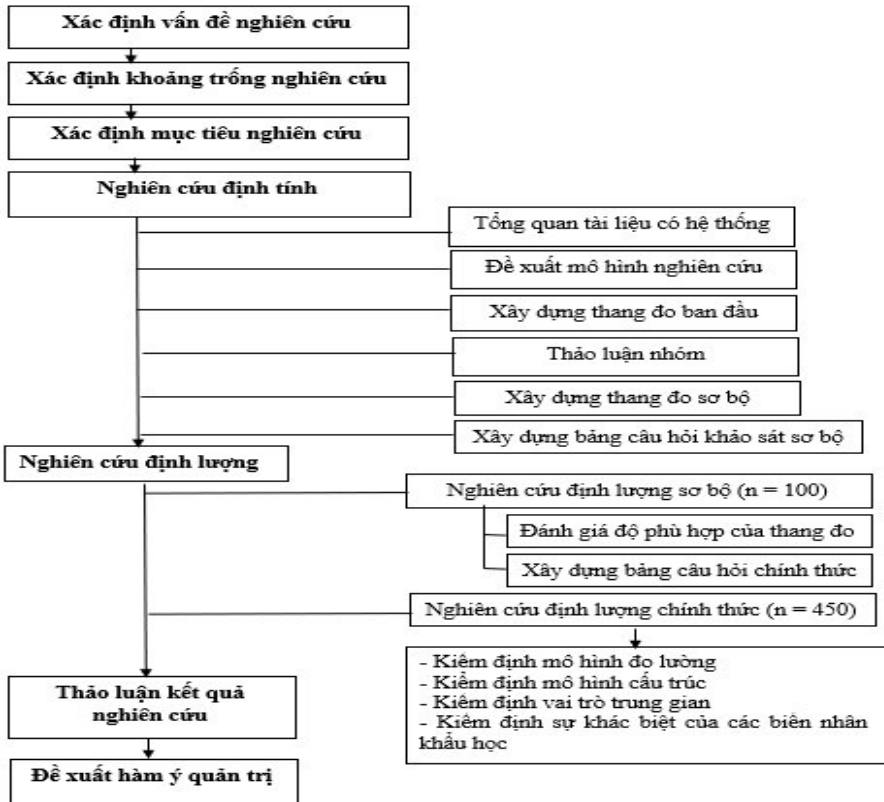 Xác định vấn đề nghiên cứu
Xác định khoảng trống nghiên cứu
Xác định mục tiêu nghiên cứu
Nghiên cứu định tính
Tổng quan tài liệu có hệ thống
Đề xuất mô hình nghiên cứu
Xây dựng thang đo ban đầu
Thảo luận nhóm
Xây dựng thang đo sơ bộ
Xây dựng bảng câu hỏi khảo sát sơ bộ
Nghiên cứu định lượng
Nghiên cứu định lượng sơ bộ (n = 100)
Đánh giá độ phù hợp của thang đo
Xây dựng bảng câu hỏi chính thức
Nghiên cứu định lượng chính thức (n = 450)
- Kiểm định mô hình đo lường
- Kiểm định mô hình cấu trúc
- Kiểm định vai trò trung gian
- Kiểm định sự khác biệt của các biến nhân
khẩu học
Thảo luận kết quả
nghiên cứu
Đề xuất hàm ý quản trị